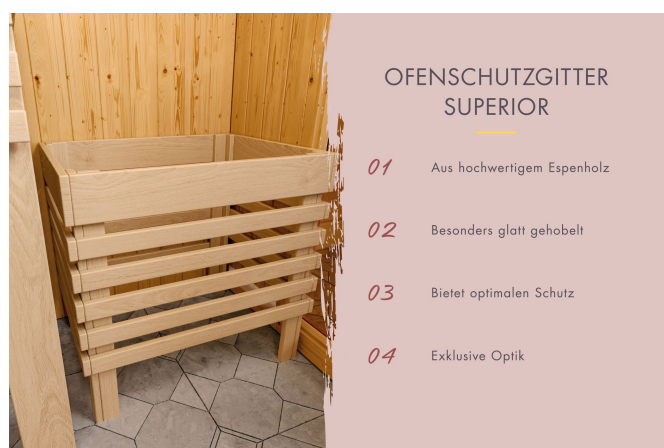 OFENSCHUTZGITTER
SUPERIOR
01 Aus hochwertigem Espenholz
02 Besonders glatt gehobelt
03 Bietet optimalen Schutz
04 Exklusive Optik